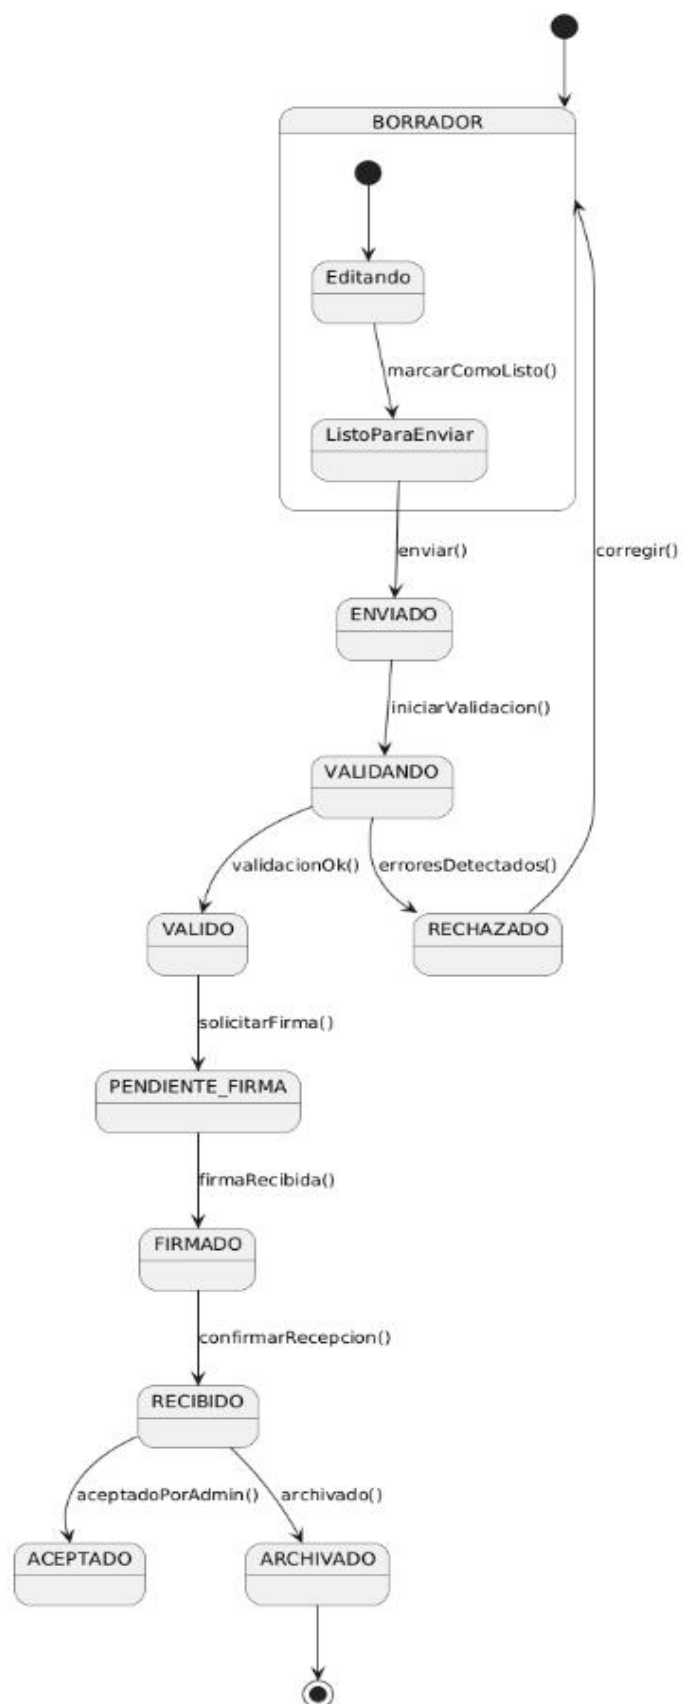 BORRADOR
Editando
marcarComoListo()
ListoParaEnviar
enviar()
corregir()
ENVIADO
iniciarValidacion()
VALIDANDO
validacionOk()
erroresDetectados()
VALIDO
RECHAZADO
solicitarFirma()
PENDIENTE_FIRMA
firmaRecibida()
FIRMADO
confirmarRecepcion()
RECIBIDO
aceptadoPorAdmin()
archivado()
ACEPTADO
ARCHIVADO